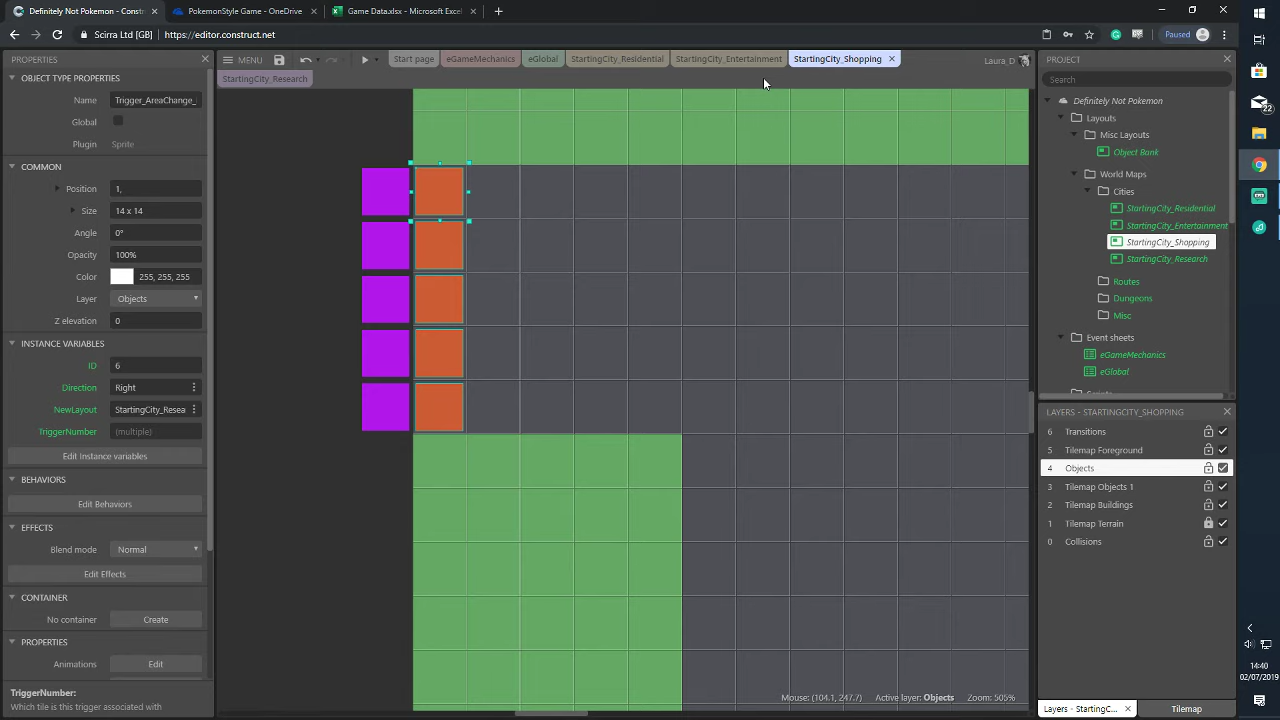 Definitely Not Pokemon - Constr
PokemonStyle Game - OneDrive
Game Data.xlsx - Microsoft Excel
Scirra Ltd [GB] | https://editor.construct.net
Paused
PROPERTIES
MENU
Start page
eGameMechanics
eGlobal
StartingCity_Residential
StartingCity_Entertainment
StartingCity_Shopping
Laura_D
PROJECT
StartingCity_Research
Search
OBJECT TYPE PROPERTIES
Name Trigger_AreaChange_
Global
Plugin Sprite
COMMON
Position 1,
Size 14 x 14
Angle 0°
Opacity 100%
Color 255, 255, 255
Layer Objects
Z elevation 0
INSTANCE VARIABLES
ID 6
Direction Right
NewLayout StartingCity_Resea
TriggerNumber (multiple)
Edit Instance variables
BEHAVIORS
Edit Behaviors
EFFECTS
Blend mode Normal
Edit Effects
CONTAINER
No container Create
PROPERTIES
Animations Edit
TriggerNumber:
Which tile is this trigger associated with
Mouse: (104.1, 247.7) Active layer: Objects Zoom: 505%
Definitely Not Pokemon
Layouts
Misc Layouts
Object Bank
World Maps
Cities
StartingCity_Residential
StartingCity_Entertainment
StartingCity_Shopping
StartingCity_Research
Routes
Dungeons
Misc
Event sheets
eGameMechanics
eGlobal
Scripts
LAYERS - STARTINGCITY_SHOPPING
6 Transitions
5 Tilemap Foreground
4 Objects
3 Tilemap Objects 1
2 Tilemap Buildings
1 Tilemap Terrain
0 Collisions
Layers - StartingC...
Tilemap
22
14:40
02/07/2019